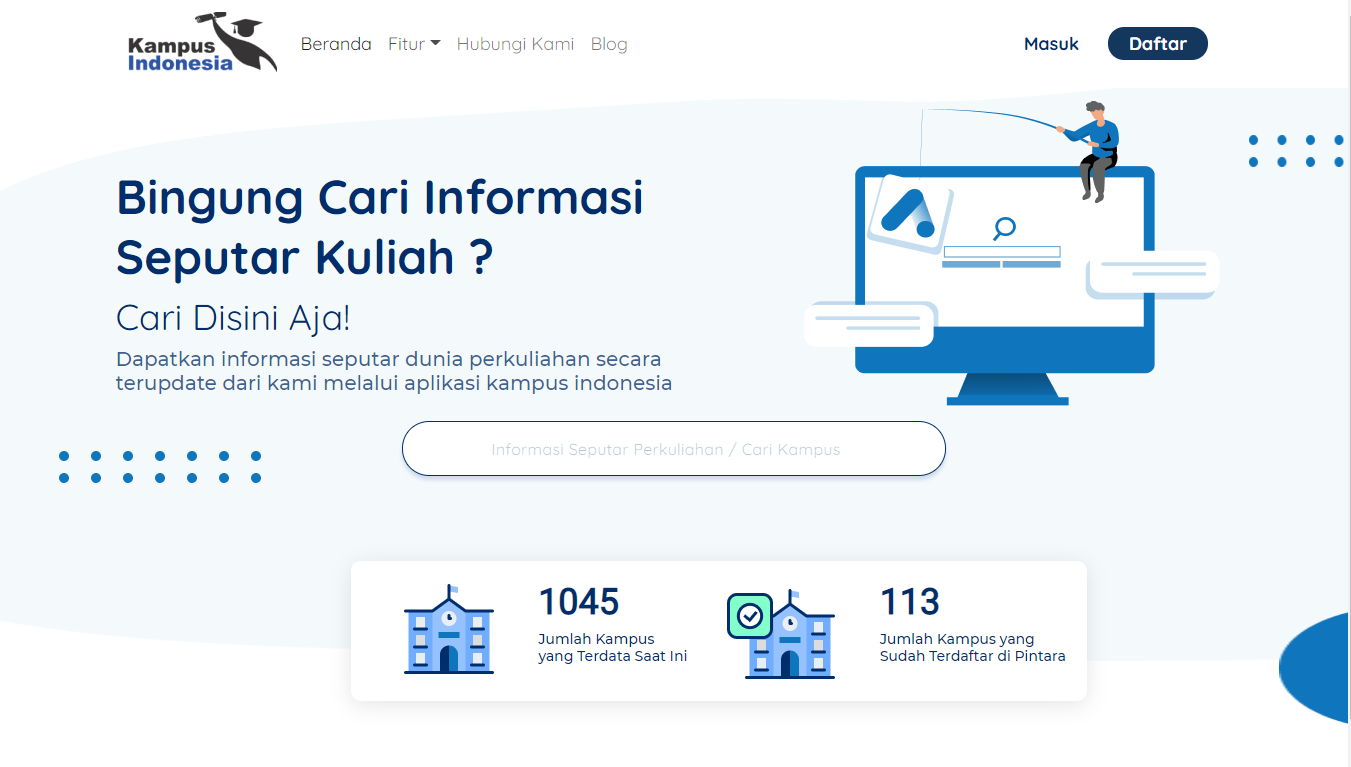 Kampus
Indonesia
Beranda Fitur Hubungi Kami Blog
Masuk Daftar
Bingung Cari Informasi
Seputar Kuliah ?
Cari Disini Aja!
Dapatkan informasi seputar dunia perkuliahan secara
terupdate dari kami melalui aplikasi kampus indonesia
Informasi Seputar Perkuliahan / Cari Kampus
1045
Jumlah Kampus
yang Terdata Saat Ini
113
Jumlah Kampus yang
Sudah Terdaftar di Pintara